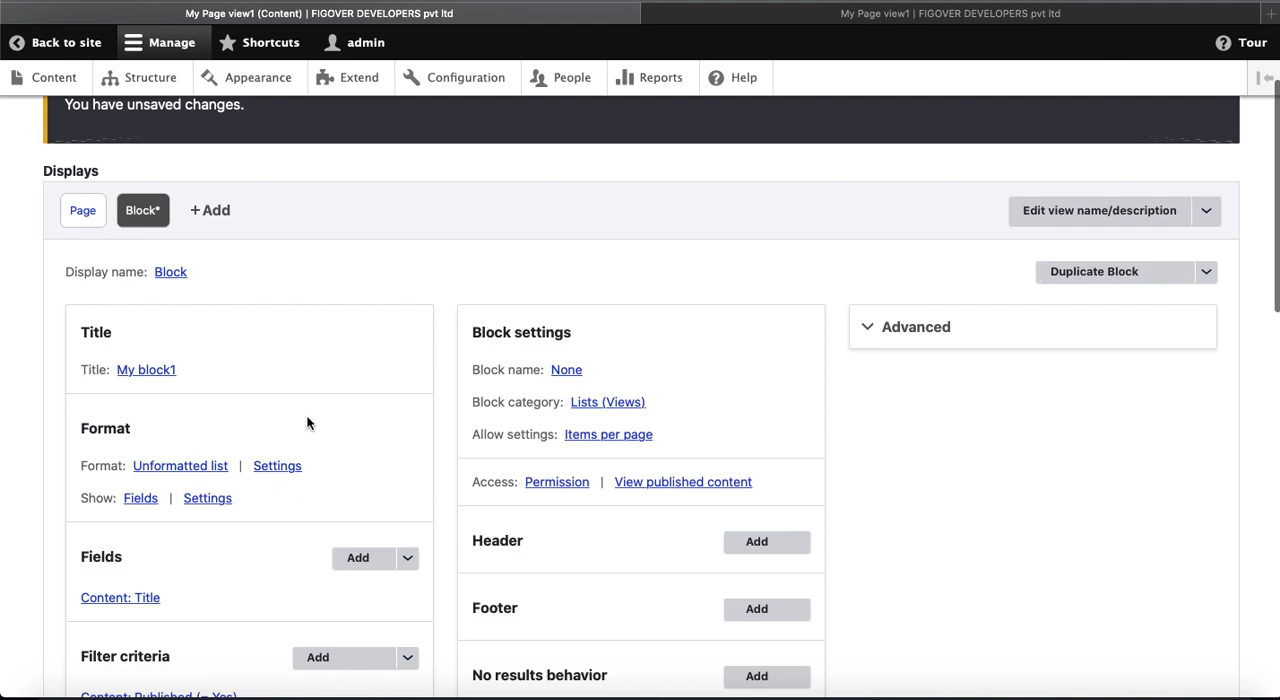 My Page view1 (Content) | FIGOVER DEVELOPERS pvt ltd
My Page view1 | FIGOVER DEVELOPERS pvt ltd
Back to site Manage Shortcuts admin Tour
Content Structure Appearance Extend Configuration People Reports Help
You have unsaved changes.
Displays
Page Block* +Add Edit view name/description
Display name: Block Duplicate Block
Title
Title: My block1
Format
Format: Unformatted list | Settings
Show: Fields | Settings
Fields Add
Content: Title
Filter criteria Add
Content: Published (= Yes)
Block settings
Block name: None
Block category: Lists (Views)
Allow settings: Items per page
Access: Permission | View published content
Header Add
Footer Add
No results behavior Add
Advanced